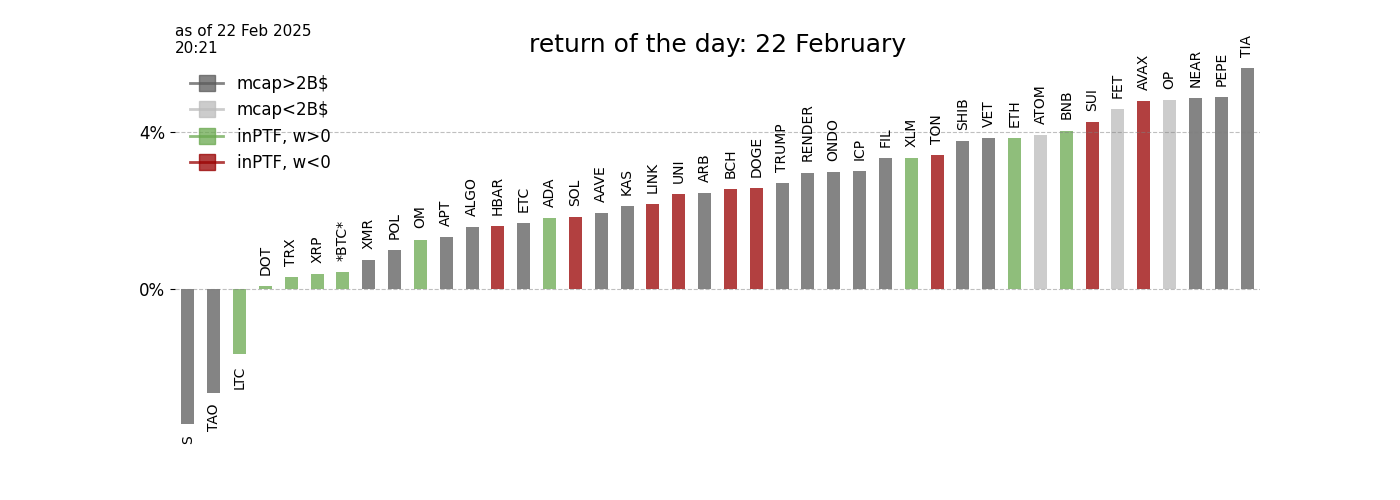 as of 22 Feb 2025
20:21
return of the day: 22 February
mcap>2B$
mcap<2B$
inPTF, w>0
inPTF, w<0
4%
0%
S
TAO
LTC
DOT
TRX
XRP
*BTC*
XMR
POL
OM
APT
ALGO
HBAR
ETC
ADA
SOL
AAVE
KAS
LINK
UNI
ARB
BCH
DOGE
TRUMP
RENDER
ONDO
ICP
FIL
XLM
TON
SHIB
VET
ETH
ATOM
BNB
SUI
FET
AVAX
OP
NEAR
PEPE
TIA